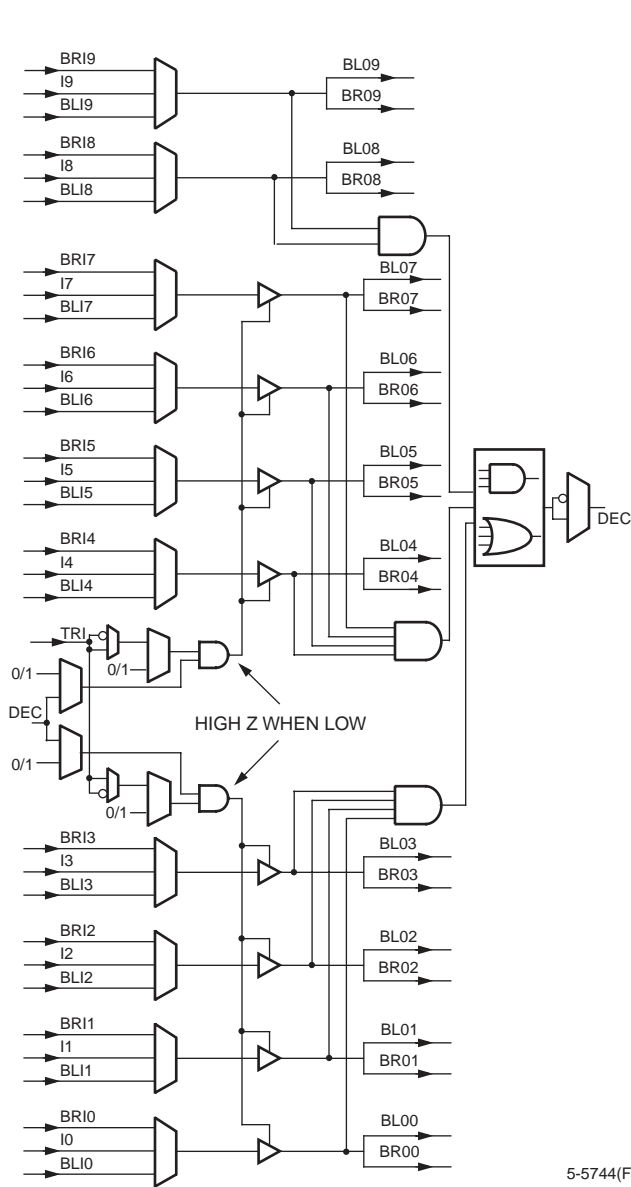 BRI9
I9
BLI9
BL09
BR09
BRI8
I8
BLI8
BL08
BR08
BRI7
I7
BLI7
BL07
BR07
BRI6
I6
BLI6
BL06
BR06
BRI5
I5
BLI5
BL05
BR05
DEC
BRI4
I4
BLI4
BL04
BR04
TRI
0/1
0/1
DEC
HIGH Z WHEN LOW
0/1
0/1
BRI3
I3
BLI3
BL03
BR03
BRI2
I2
BLI2
BL02
BR02
BRI1
I1
BLI1
BL01
BR01
BRI0
I0
BLI0
BL00
BR00
5-5744(F